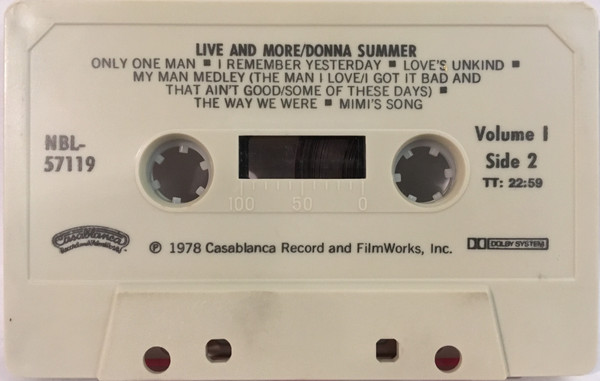 LIVE AND MORE/DONNA SUMMER
ONLY ONE MAN ▪ I REMEMBER YESTERDAY ▪ LOVE'S UNKIND ▪
MY MAN MEDLEY (THE MAN I LOVE/I GOT IT BAD AND
THAT AIN'T GOOD/SOME OF THESE DAYS) ▪
THE WAY WE WERE ▪ MIMI'S SONG
NBL-
57119
Volume I
Side 2
TT: 22:59
100 50 0
Casablanca
Ⓟ 1978 Casablanca Record and FilmWorks, Inc.
DOLBY SYSTEM